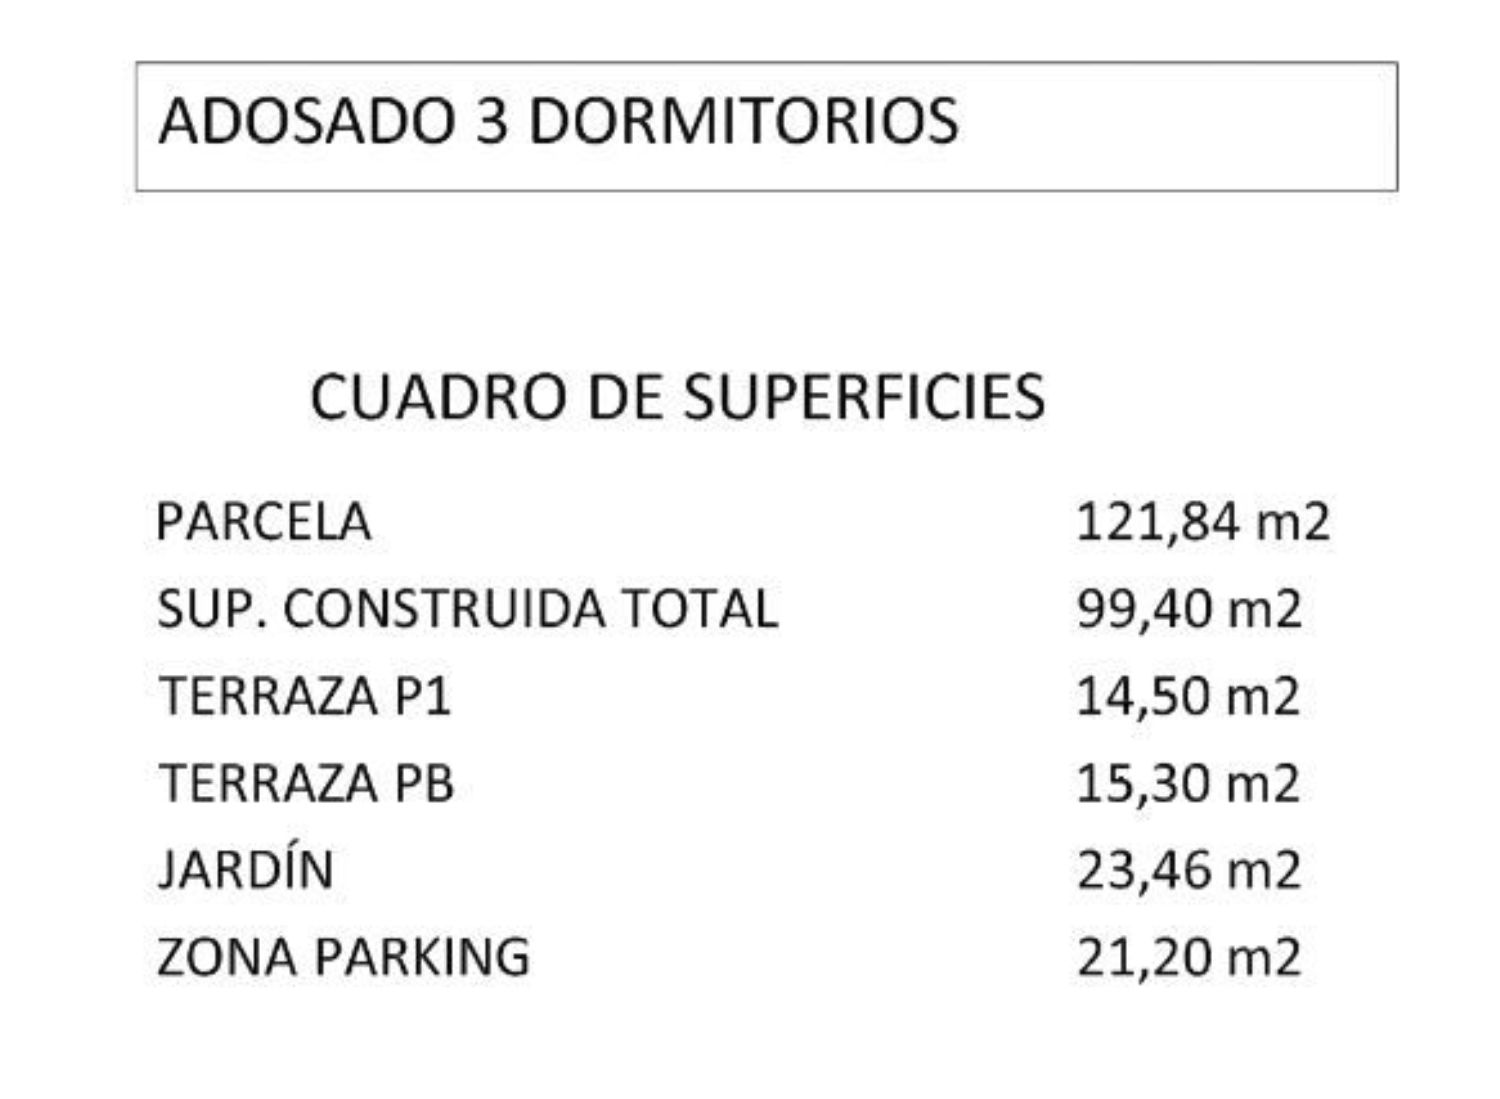 ADOSADO 3 DORMITORIOS
CUADRO DE SUPERFICIES
PARCELA 121,84 m2
SUP. CONSTRUIDA TOTAL 99,40 m2
TERRAZA P1 14,50 m2
TERRAZA PB 15,30 m2
JARDÍN 23,46 m2
ZONA PARKING 21,20 m2